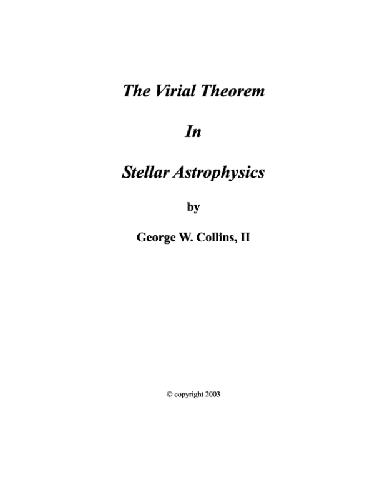 The Virial Theorem
In
Stellar Astrophysics
by
George W. Collins, II
© copyright 2003